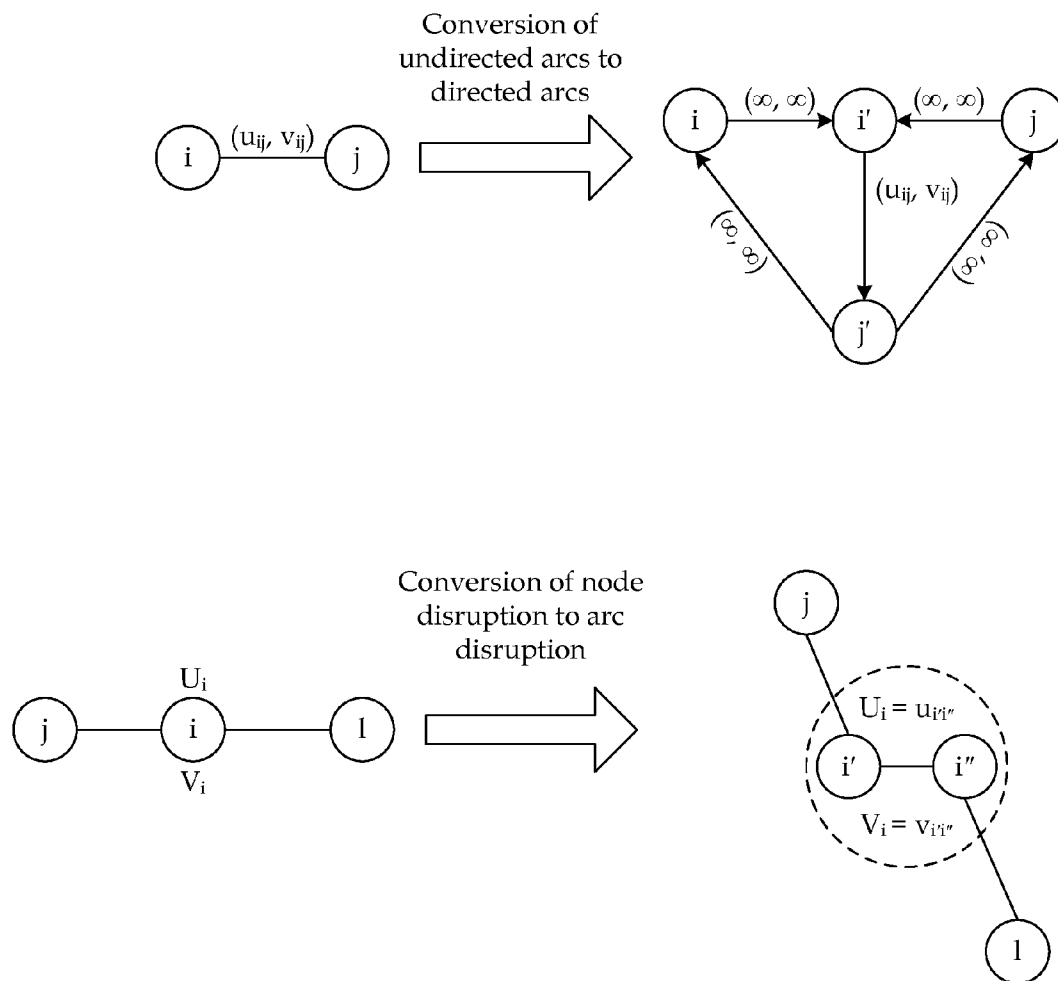 Conversion of
undirected arcs to
directed arcs
i
(uij, vij)
j
i
(∞, ∞)
i'
(∞, ∞)
j
(uij, vij)
(∞, ∞)
(∞, ∞)
j'
Conversion of node
disruption to arc
disruption
j
Ui
i
Vi
l
j
Ui = ui'i"
i'
i"
Vi = vi'i"
l